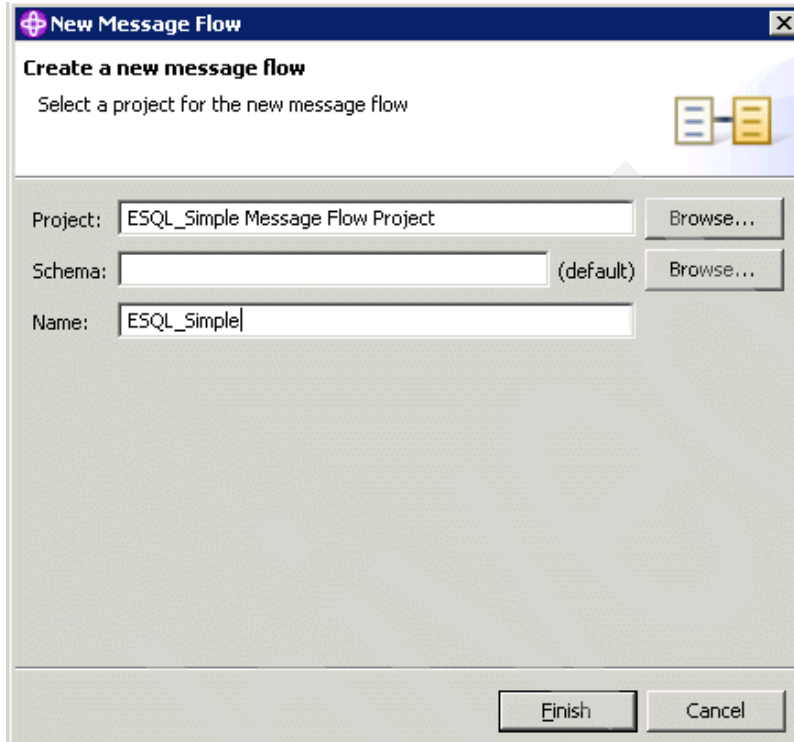 New Message Flow
Create a new message flow
Select a project for the new message flow
Project: ESQL_Simple Message Flow Project Browse...
Schema: (default) Browse...
Name: ESQL_Simple
Finish Cancel